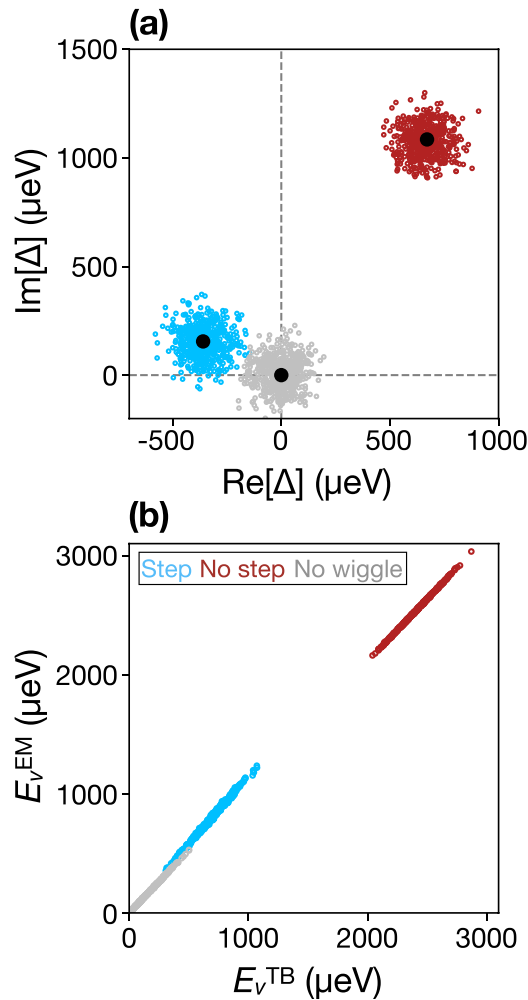 (a)
1500
1000
500
0
-500 0 500 1000
Im[Δ] (μeV)
Re[Δ] (μeV)
(b)
3000
2000
1000
0
0 1000 2000 3000
Step No step No wiggle
E_v^EM (μeV)
E_v^TB (μeV)